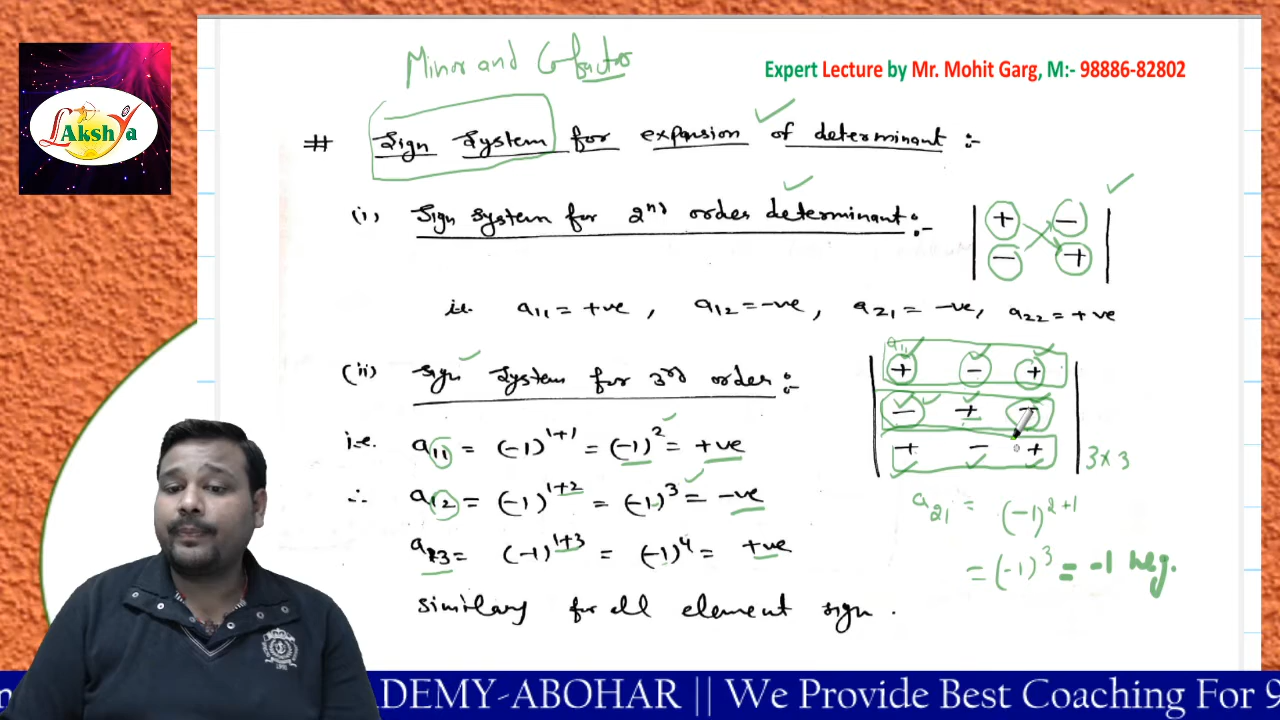 Minor and Cofactor
Expert Lecture by Mr. Mohit Garg, M:- 98886-82802
LAkshYa
# Sign System for expansion of determinant :-
(i) Sign system for 2nd order determinant :-
+ −
− +
i.e. a11 = +ve , a12 = -ve , a21 = -ve, a22 = +ve
(ii) Sign System for 3rd order :-
a11
+ − +
−  +  −
+ − +
3×3
i.e. a11 = (-1)^1+1 = (-1)^2 = +ve
∴ a12 = (-1)^1+2 = (-1)^3 = -ve
a13 = (-1)^1+3 = (-1)^4 = +ve
a21 = (-1)^2+1
= (-1)^3 = -1 neg.
similary for all element sign .
DEMY-ABOHAR || We Provide Best Coaching For 9